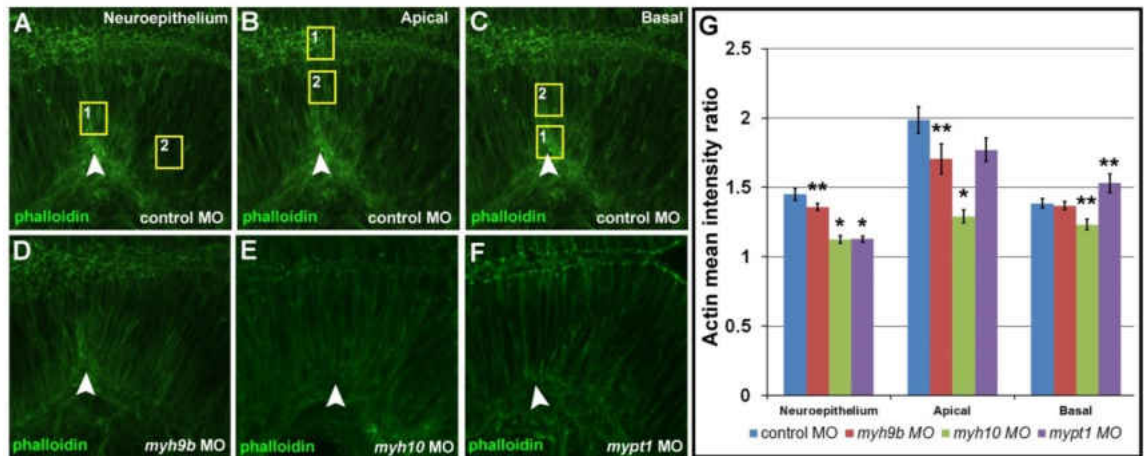 A Neuroepithelium
1
2
phalloidin control MO
B Apical
1
2
phalloidin control MO
C Basal
2
1
phalloidin control MO
D
phalloidin myh9b MO
E
phalloidin myh10 MO
F
phalloidin mypt1 MO
G
Actin mean intensity ratio
2.5
2
1.5
1
0.5
0
** * *
** *
** **
Neuroepithelium Apical Basal
control MO myh9b MO myh10 MO mypt1 MO